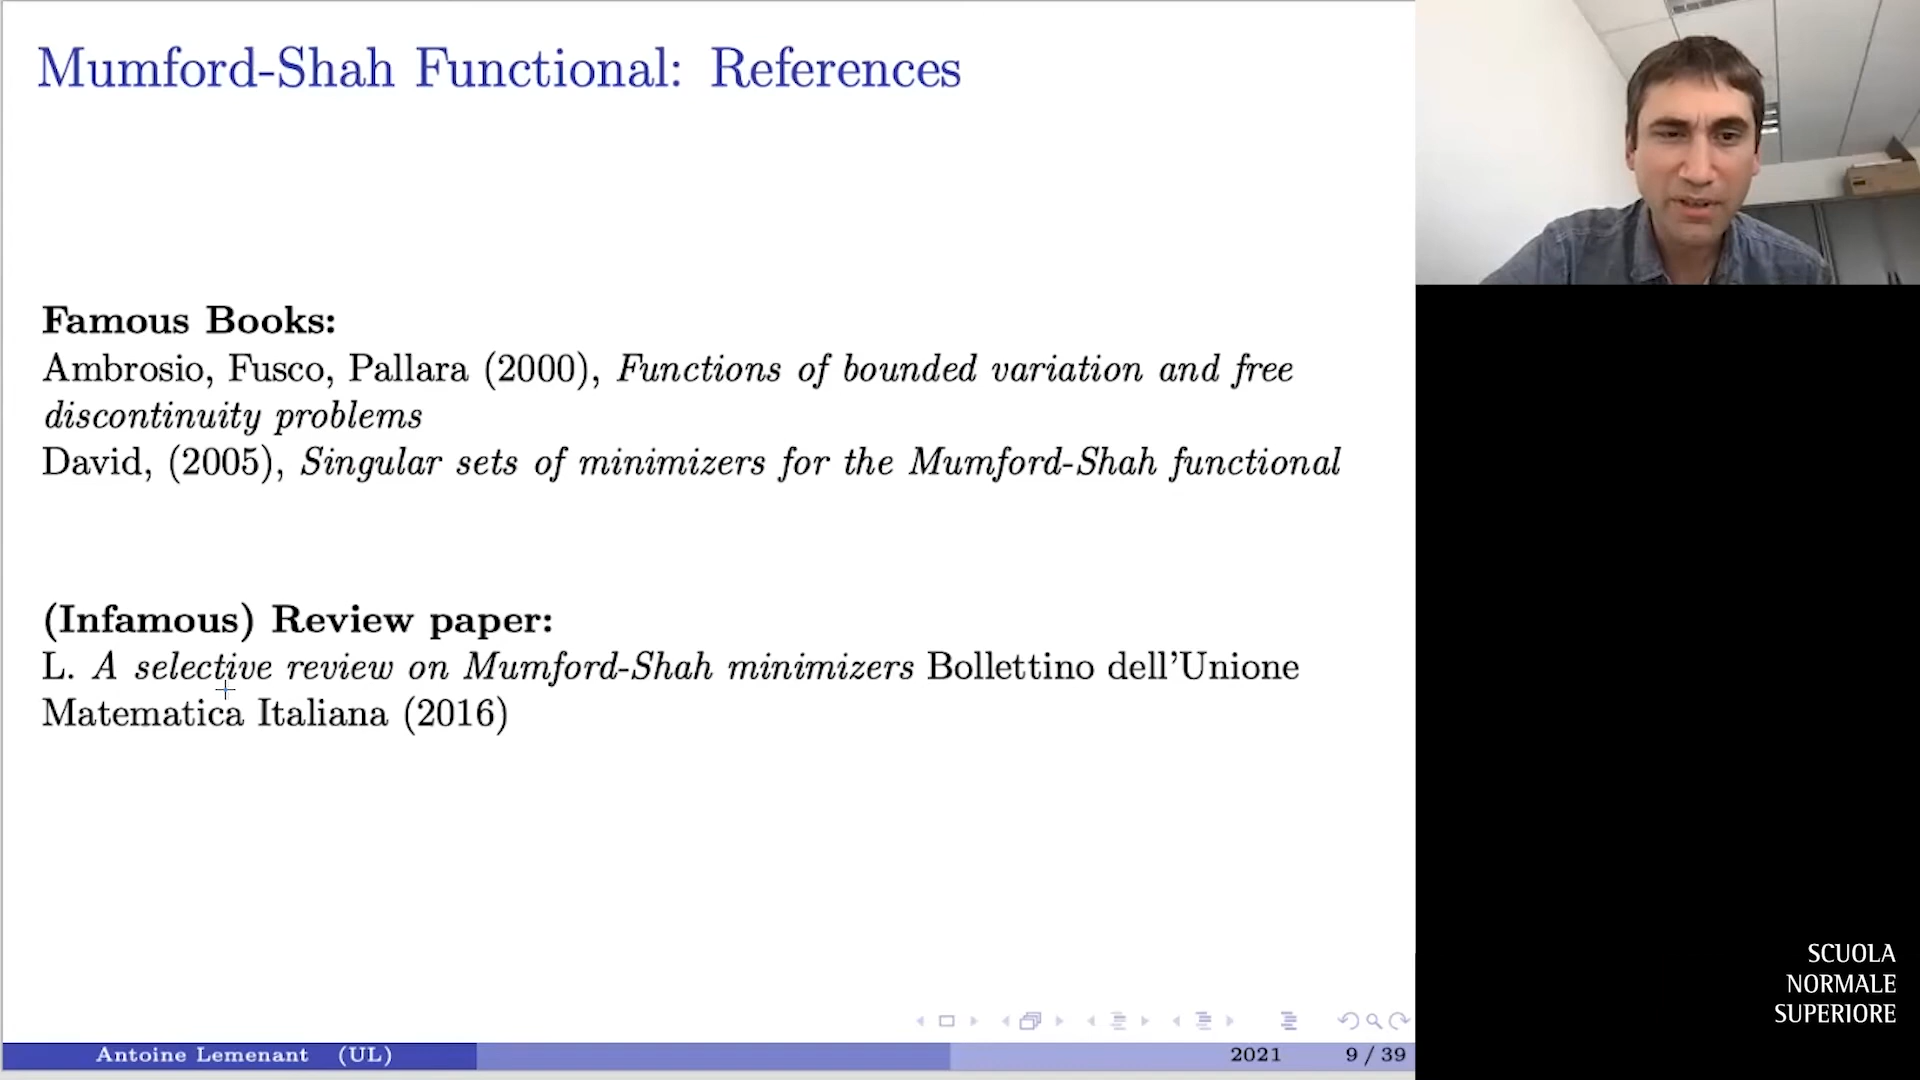 Mumford-Shah Functional: References
Famous Books:
Ambrosio, Fusco, Pallara (2000), Functions of bounded variation and free
discontinuity problems
David, (2005), Singular sets of minimizers for the Mumford-Shah functional
(Infamous) Review paper:
L. A selective review on Mumford-Shah minimizers Bollettino dell'Unione
Matematica Italiana (2016)
Antoine Lemenant (UL) 2021 9 / 39
SCUOLA
NORMALE
SUPERIORE